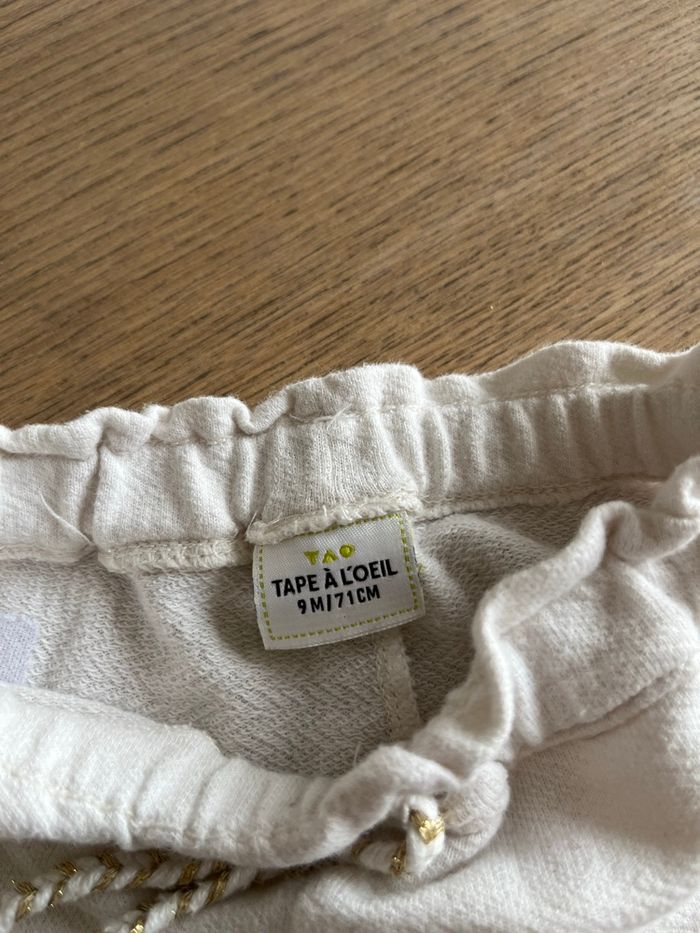 TAO
TAPE À L'OEIL
9M/71CM